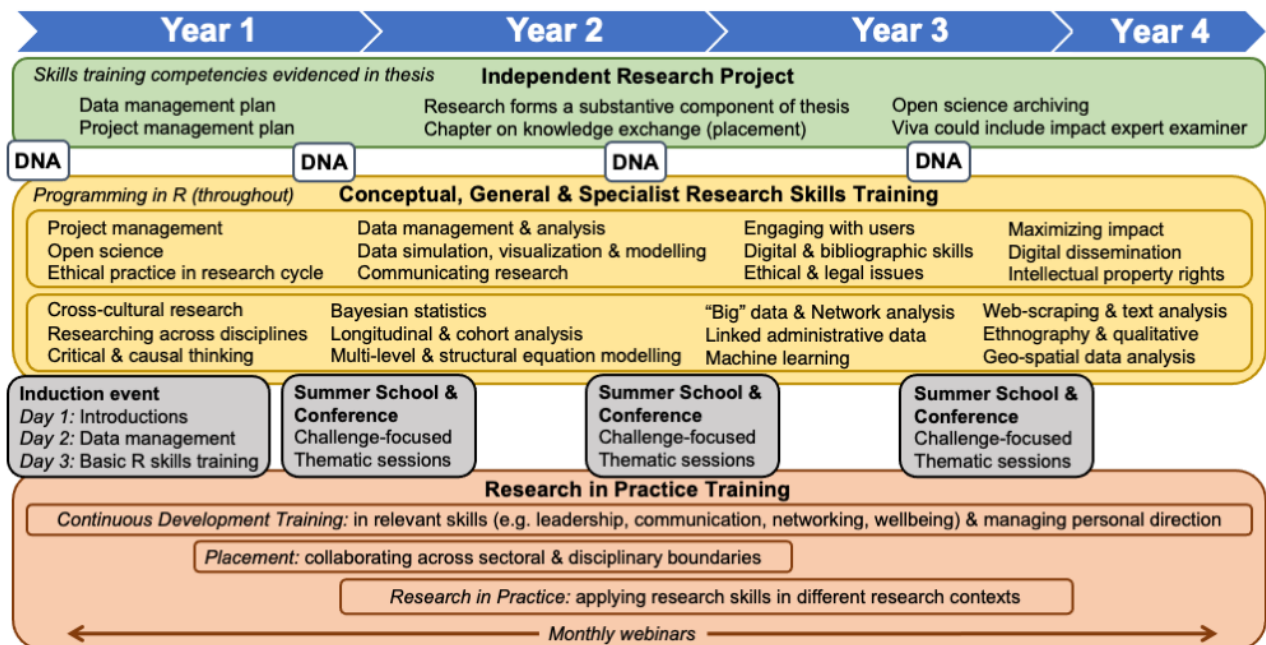 Year 1 Year 2 Year 3 Year 4
Skills training competencies evidenced in thesis Independent Research Project
Data management plan Research forms a substantive component of thesis Open science archiving
Project management plan Chapter on knowledge exchange (placement) Viva could include impact expert examiner
DNA DNA DNA DNA
Programming in R (throughout) Conceptual, General & Specialist Research Skills Training
Project management Data management & analysis Engaging with users Maximizing impact
Open science Data simulation, visualization & modelling Digital & bibliographic skills Digital dissemination
Ethical practice in research cycle Communicating research Ethical & legal issues Intellectual property rights
Cross-cultural research Bayesian statistics “Big” data & Network analysis Web-scraping & text analysis
Researching across disciplines Longitudinal & cohort analysis Linked administrative data Ethnography & qualitative
Critical & causal thinking Multi-level & structural equation modelling Machine learning Geo-spatial data analysis
Induction event
Day 1: Introductions
Day 2: Data management
Day 3: Basic R skills training
Summer School &
Conference
Challenge-focused
Thematic sessions
Summer School &
Conference
Challenge-focused
Thematic sessions
Summer School &
Conference
Challenge-focused
Thematic sessions
Research in Practice Training
Continuous Development Training: in relevant skills (e.g. leadership, communication, networking, wellbeing) & managing personal direction
Placement: collaborating across sectoral & disciplinary boundaries
Research in Practice: applying research skills in different research contexts
Monthly webinars